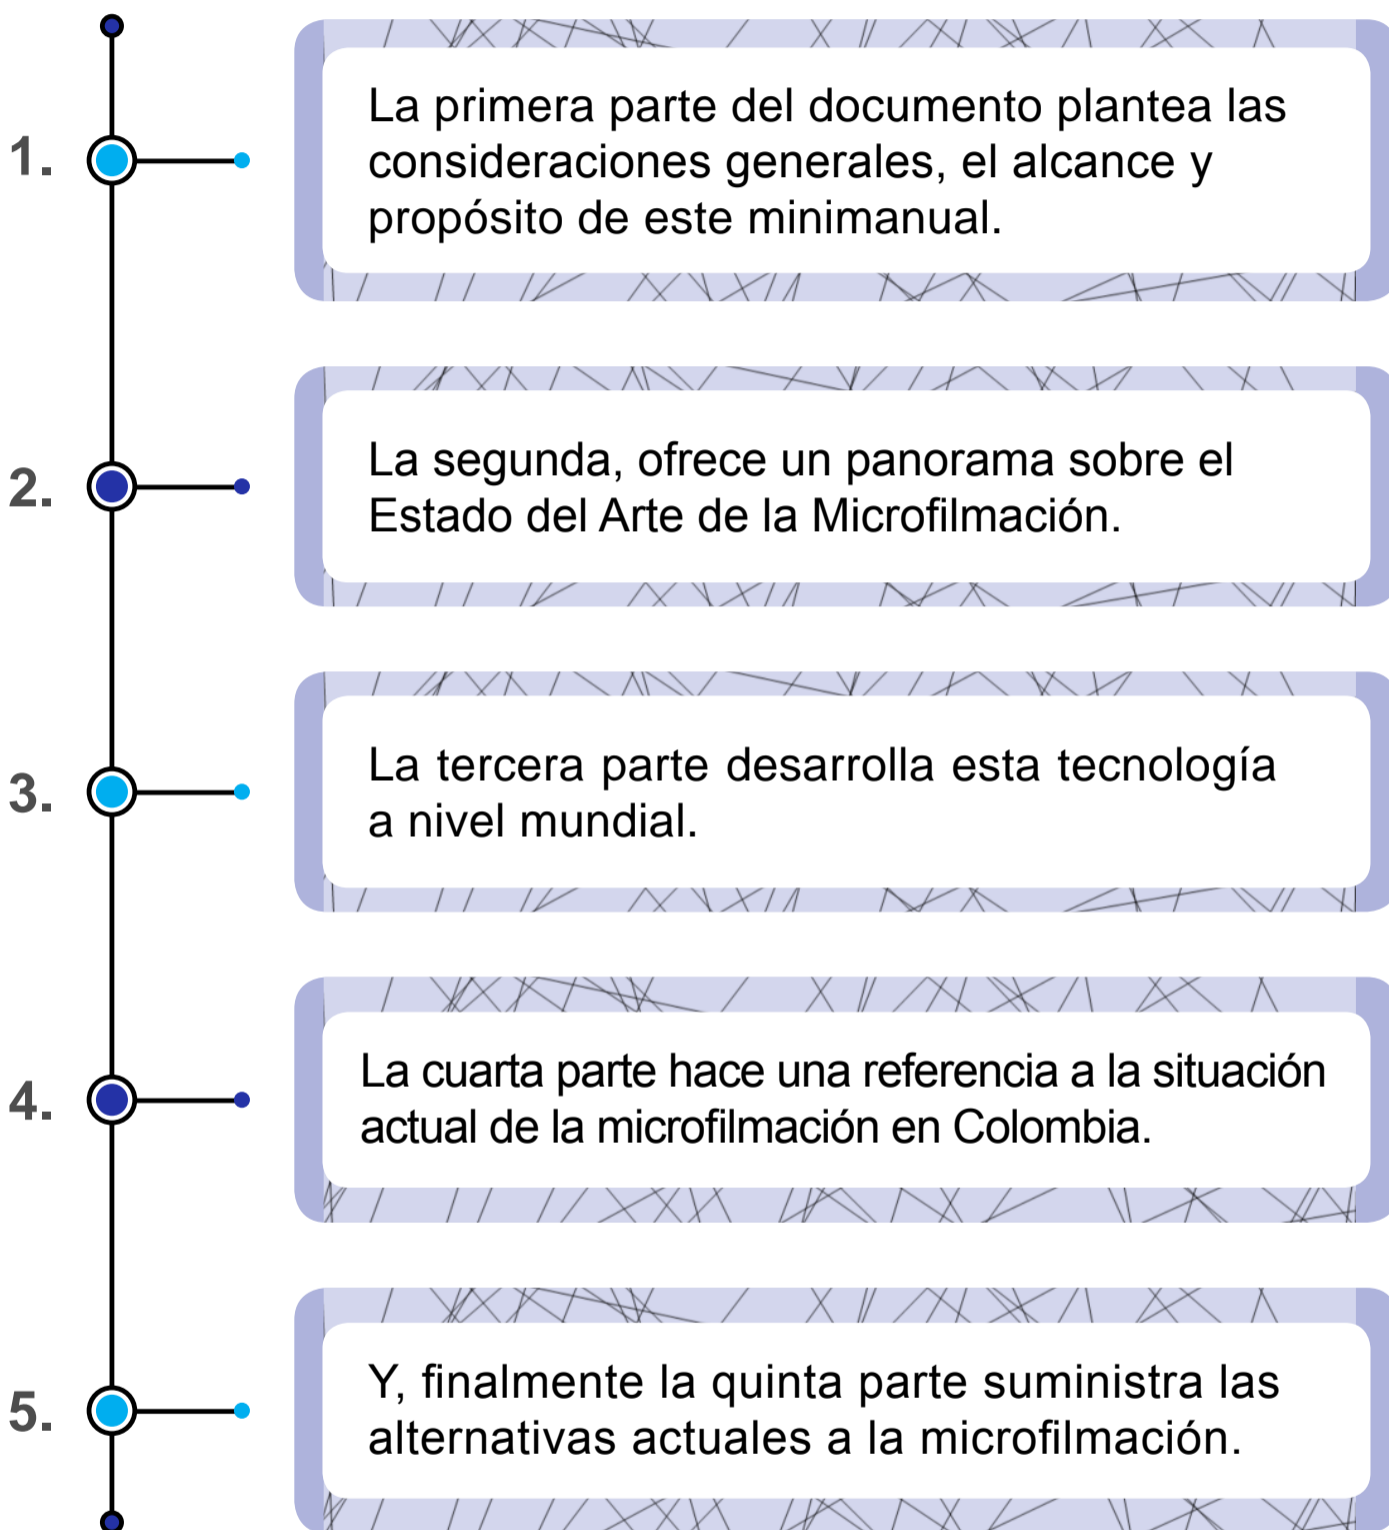 1.
La primera parte del documento plantea las
consideraciones generales, el alcance y
propósito de este minimanual.
2.
La segunda, ofrece un panorama sobre el
Estado del Arte de la Microfilmación.
3.
La tercera parte desarrolla esta tecnología
a nivel mundial.
4.
La cuarta parte hace una referencia a la situación
actual de la microfilmación en Colombia.
5.
Y, finalmente la quinta parte suministra las
alternativas actuales a la microfilmación.